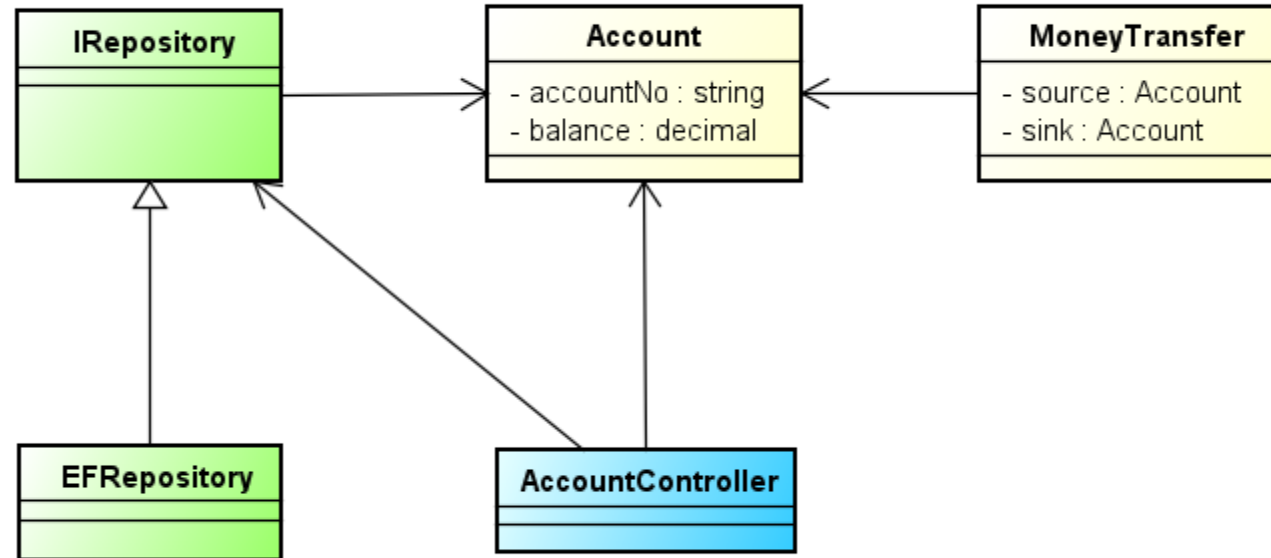 IRepository
Account
- accountNo : string
- balance : decimal
MoneyTransfer
- source : Account
- sink : Account
EFRepository
AccountController